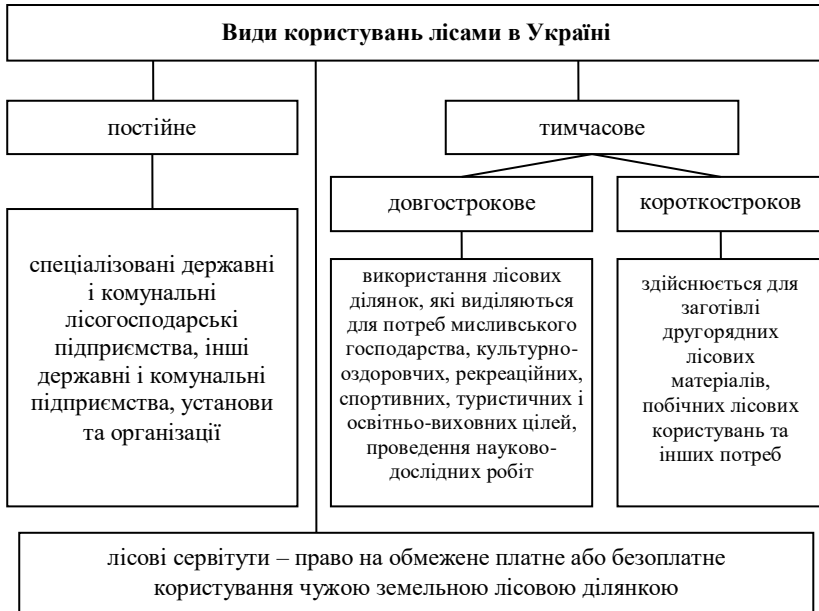 Види користувань лісами в Україні
постійне
тимчасове
довгострокове
короткостроков
спеціалізовані державні
і комунальні
лісогосподарські
підприємства, інші
державні і комунальні
підприємства, установи
та організації
використання лісових
ділянок, які виділяються
для потреб мисливського
господарства, культурно-
оздоровчих, рекреаційних,
спортивних, туристичних і
освітньо-виховних цілей,
проведення науково-
дослідних робіт
здійснюється для
заготівлі
другорядних
лісових
матеріалів,
побічних лісових
користувань та
інших потреб
лісові сервітути – право на обмежене платне або безоплатне
користування чужою земельною лісовою ділянкою